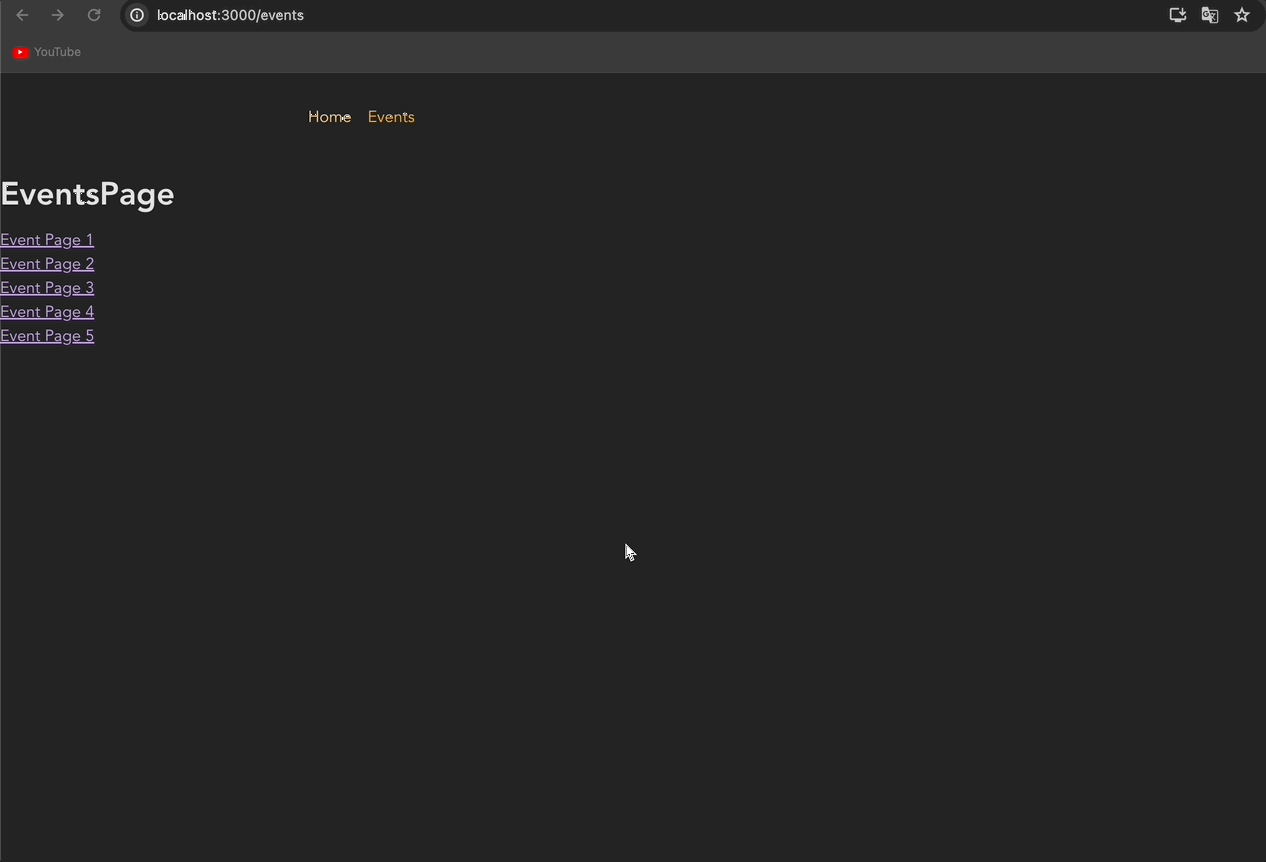 localhost:3000/events
YouTube
Home Events
EventsPage
Event Page 1
Event Page 2
Event Page 3
Event Page 4
Event Page 5